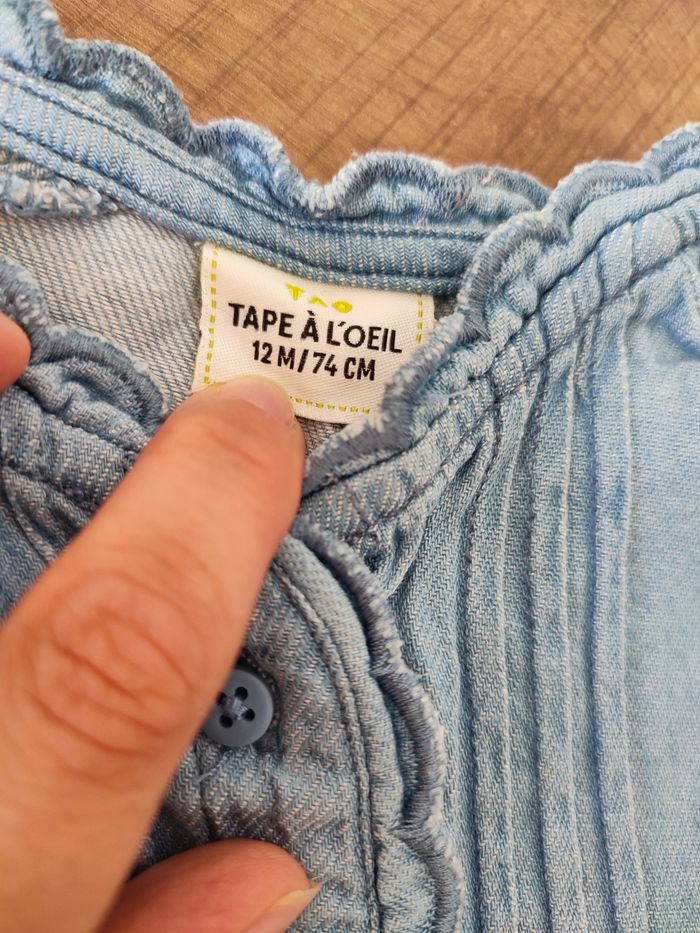 TAO
TAPE À L'OEIL
12 M/74 CM